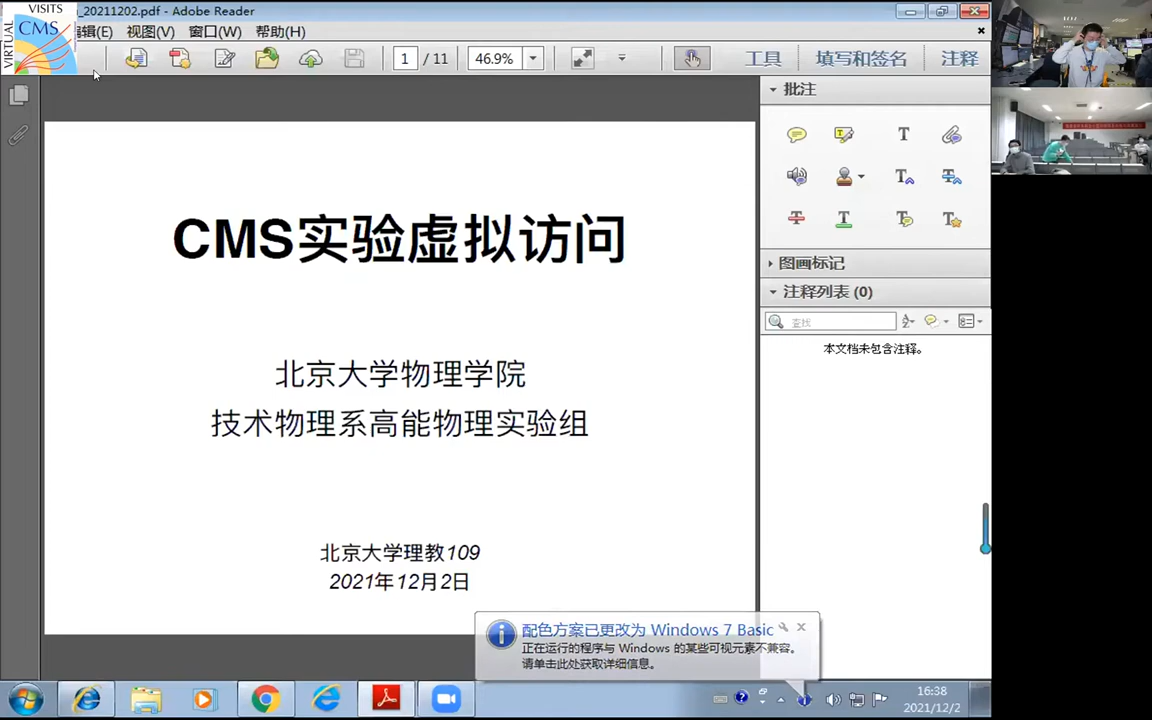 VISITS
VIRTUAL
CMS
_20211202.pdf - Adobe Reader
辑(E) 视图(V) 窗口(W) 帮助(H)
1 / 11 46.9% 工具 填写和签名 注释
批注
图画标记
注释列表 (0)
查找
本文档未包含注释。
CMS实验虚拟访问
北京大学物理学院
技术物理系高能物理实验组
北京大学理教109
2021年12月2日
配色方案已更改为 Windows 7 Basic
正在运行的程序与 Windows 的某些可视元素不兼容。
请单击此处获取详细信息。
16:38
2021/12/2